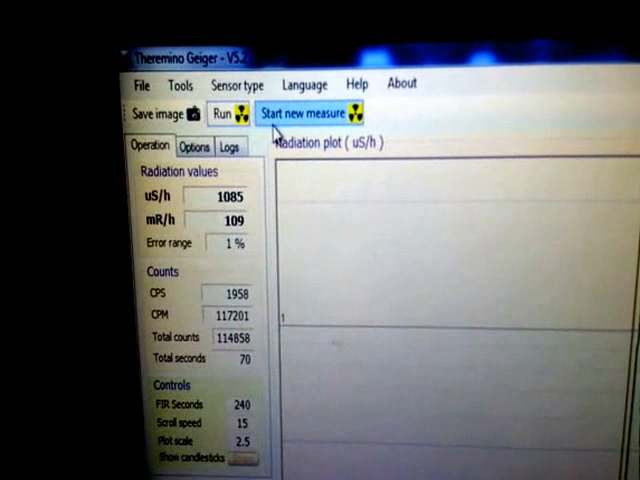 Theremino Geiger - V5.2
File Tools Sensor type Language Help About
Save image Run Start new measure
Operation Options Logs
Radiation plot ( uS/h )
Radiation values
uS/h 1085
mR/h 109
Error range 1 %
Counts
CPS 1958
CPM 117201
Total counts 114858
Total seconds 70
1
Controls
FIR Seconds 240
Scroll speed 15
Plot scale 2.5
Show candlesticks